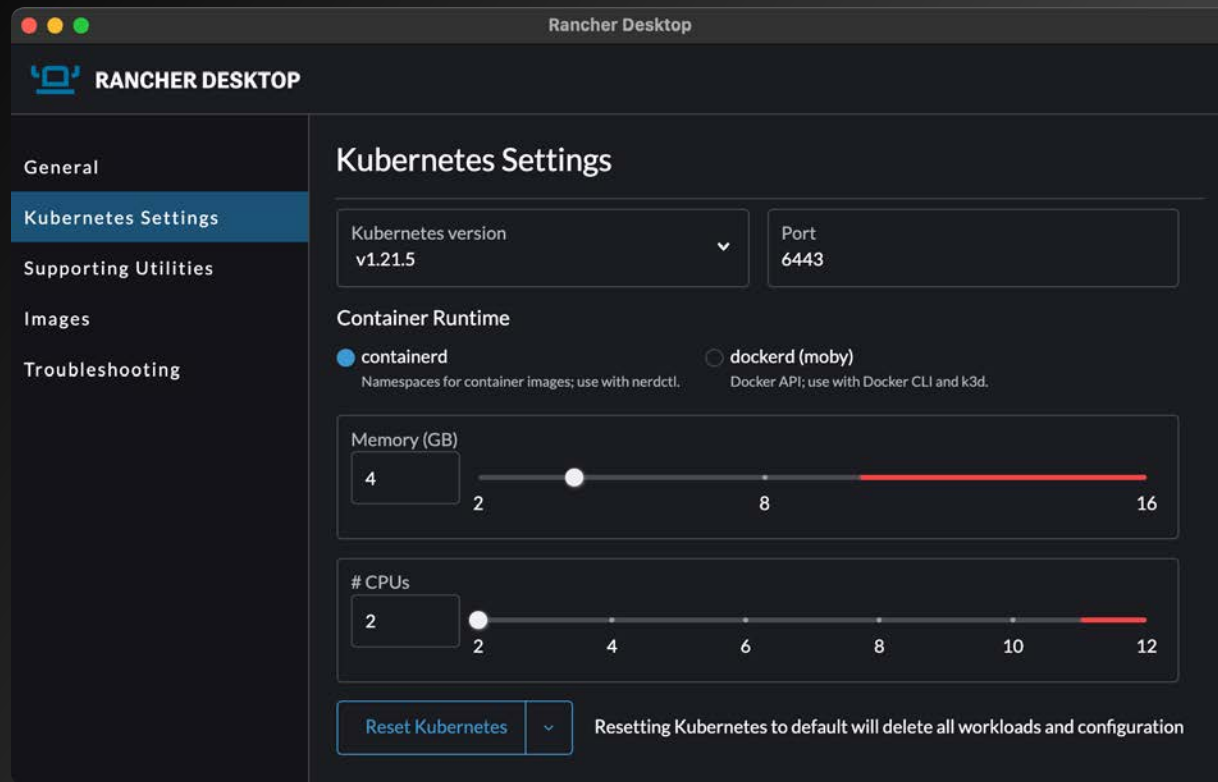 Rancher Desktop
RANCHER DESKTOP
General
Kubernetes Settings
Supporting Utilities
Images
Troubleshooting
Kubernetes Settings
Kubernetes version
v1.21.5
Port
6443
Container Runtime
containerd
Namespaces for container images; use with nerdctl.
dockerd (moby)
Docker API; use with Docker CLI and k3d.
Memory (GB)
4
2 8 16
# CPUs
2
2 4 6 8 10 12
Reset Kubernetes
Resetting Kubernetes to default will delete all workloads and configuration